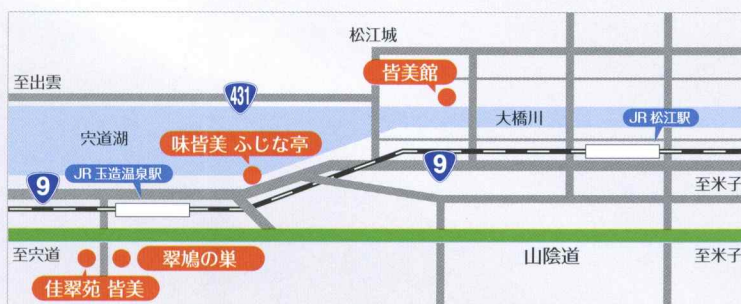 松江城
皆美館
至出雲
431
大橋川
JR 松江駅
宍道湖
味皆美 ふじな亭
9
JR 玉造温泉駅
9
至米子
至宍道
翠鳩の巣
山陰道
至米子
佳翠苑 皆美